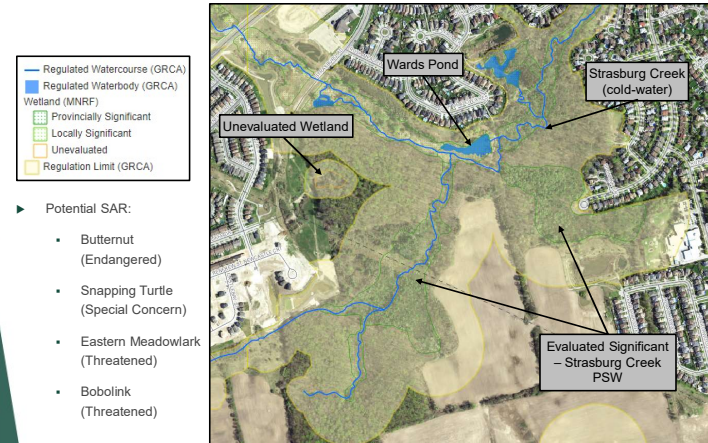 Regulated Watercourse (GRCA)
Regulated Waterbody (GRCA)
Wetland (MNRF)
Provincially Significant
Locally Significant
Unevaluated
Regulation Limit (GRCA)
► Potential SAR:
▪ Butternut
(Endangered)
▪ Snapping Turtle
(Special Concern)
▪ Eastern Meadowlark
(Threatened)
▪ Bobolink
(Threatened)
Wards Pond
Strasburg Creek
(cold-water)
Unevaluated Wetland
Evaluated Significant
– Strasburg Creek
PSW